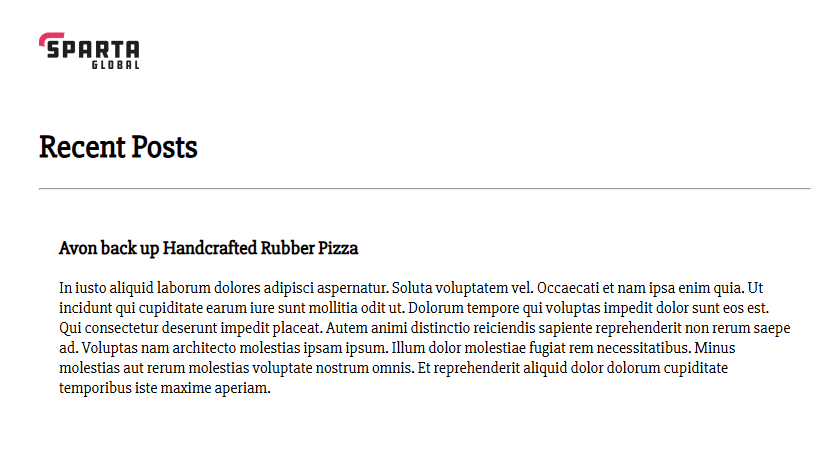 SPARTA
GLOBAL
Recent Posts
Avon back up Handcrafted Rubber Pizza
In iusto aliquid laborum dolores adipisci aspernatur. Soluta voluptatem vel. Occaecati et nam ipsa enim quia. Ut
incidunt qui cupiditate earum iure sunt mollitia odit ut. Dolorum tempore qui voluptas impedit dolor sunt eos est.
Qui consectetur deserunt impedit placeat. Autem animi distinctio reiciendis sapiente reprehenderit non rerum saepe
ad. Voluptas nam architecto molestias ipsam ipsum. Illum dolor molestiae fugiat rem necessitatibus. Minus
molestias aut rerum molestias voluptate nostrum omnis. Et reprehenderit aliquid dolor dolorum cupiditate
temporibus iste maxime aperiam.